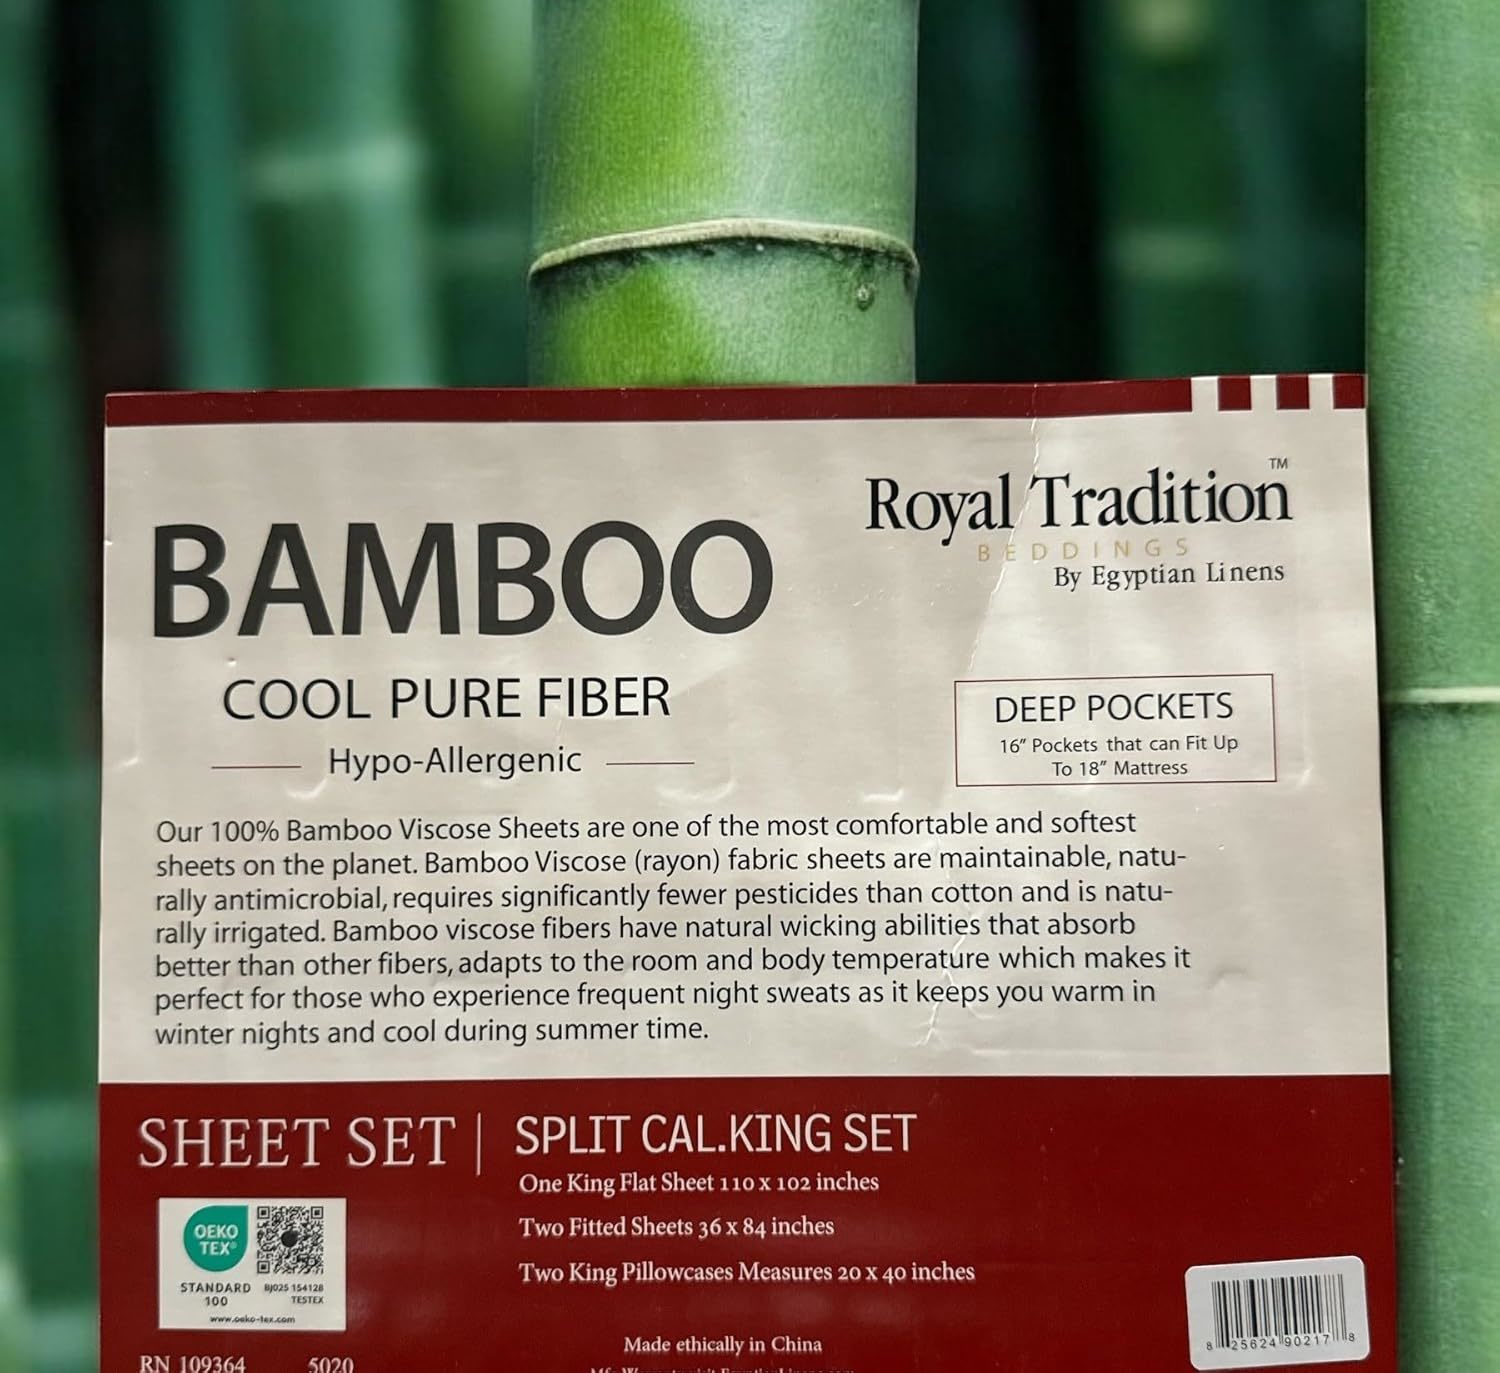 Royal Tradition™
BEDDINGS
By Egyptian Linens
BAMBOO
COOL PURE FIBER
Hypo-Allergenic
DEEP POCKETS
16" Pockets that can Fit Up
To 18" Mattress
Our 100% Bamboo Viscose Sheets are one of the most comfortable and softest
sheets on the planet. Bamboo Viscose (rayon) fabric sheets are maintainable, natu-
rally antimicrobial, requires significantly fewer pesticides than cotton and is natu-
rally irrigated. Bamboo viscose fibers have natural wicking abilities that absorb
better than other fibers, adapts to the room and body temperature which makes it
perfect for those who experience frequent night sweats as it keeps you warm in
winter nights and cool during summer time.
SHEET SET | SPLIT CAL.KING SET
One King Flat Sheet 110 x 102 inches
Two Fitted Sheets 36 x 84 inches
Two King Pillowcases Measures 20 x 40 inches
OEKO
TEX®
STANDARD
100
BJ025 154128
TESTEX
www.oeko-tex.com
RN 109364 5020
Made ethically in China
8 25624 90217 8